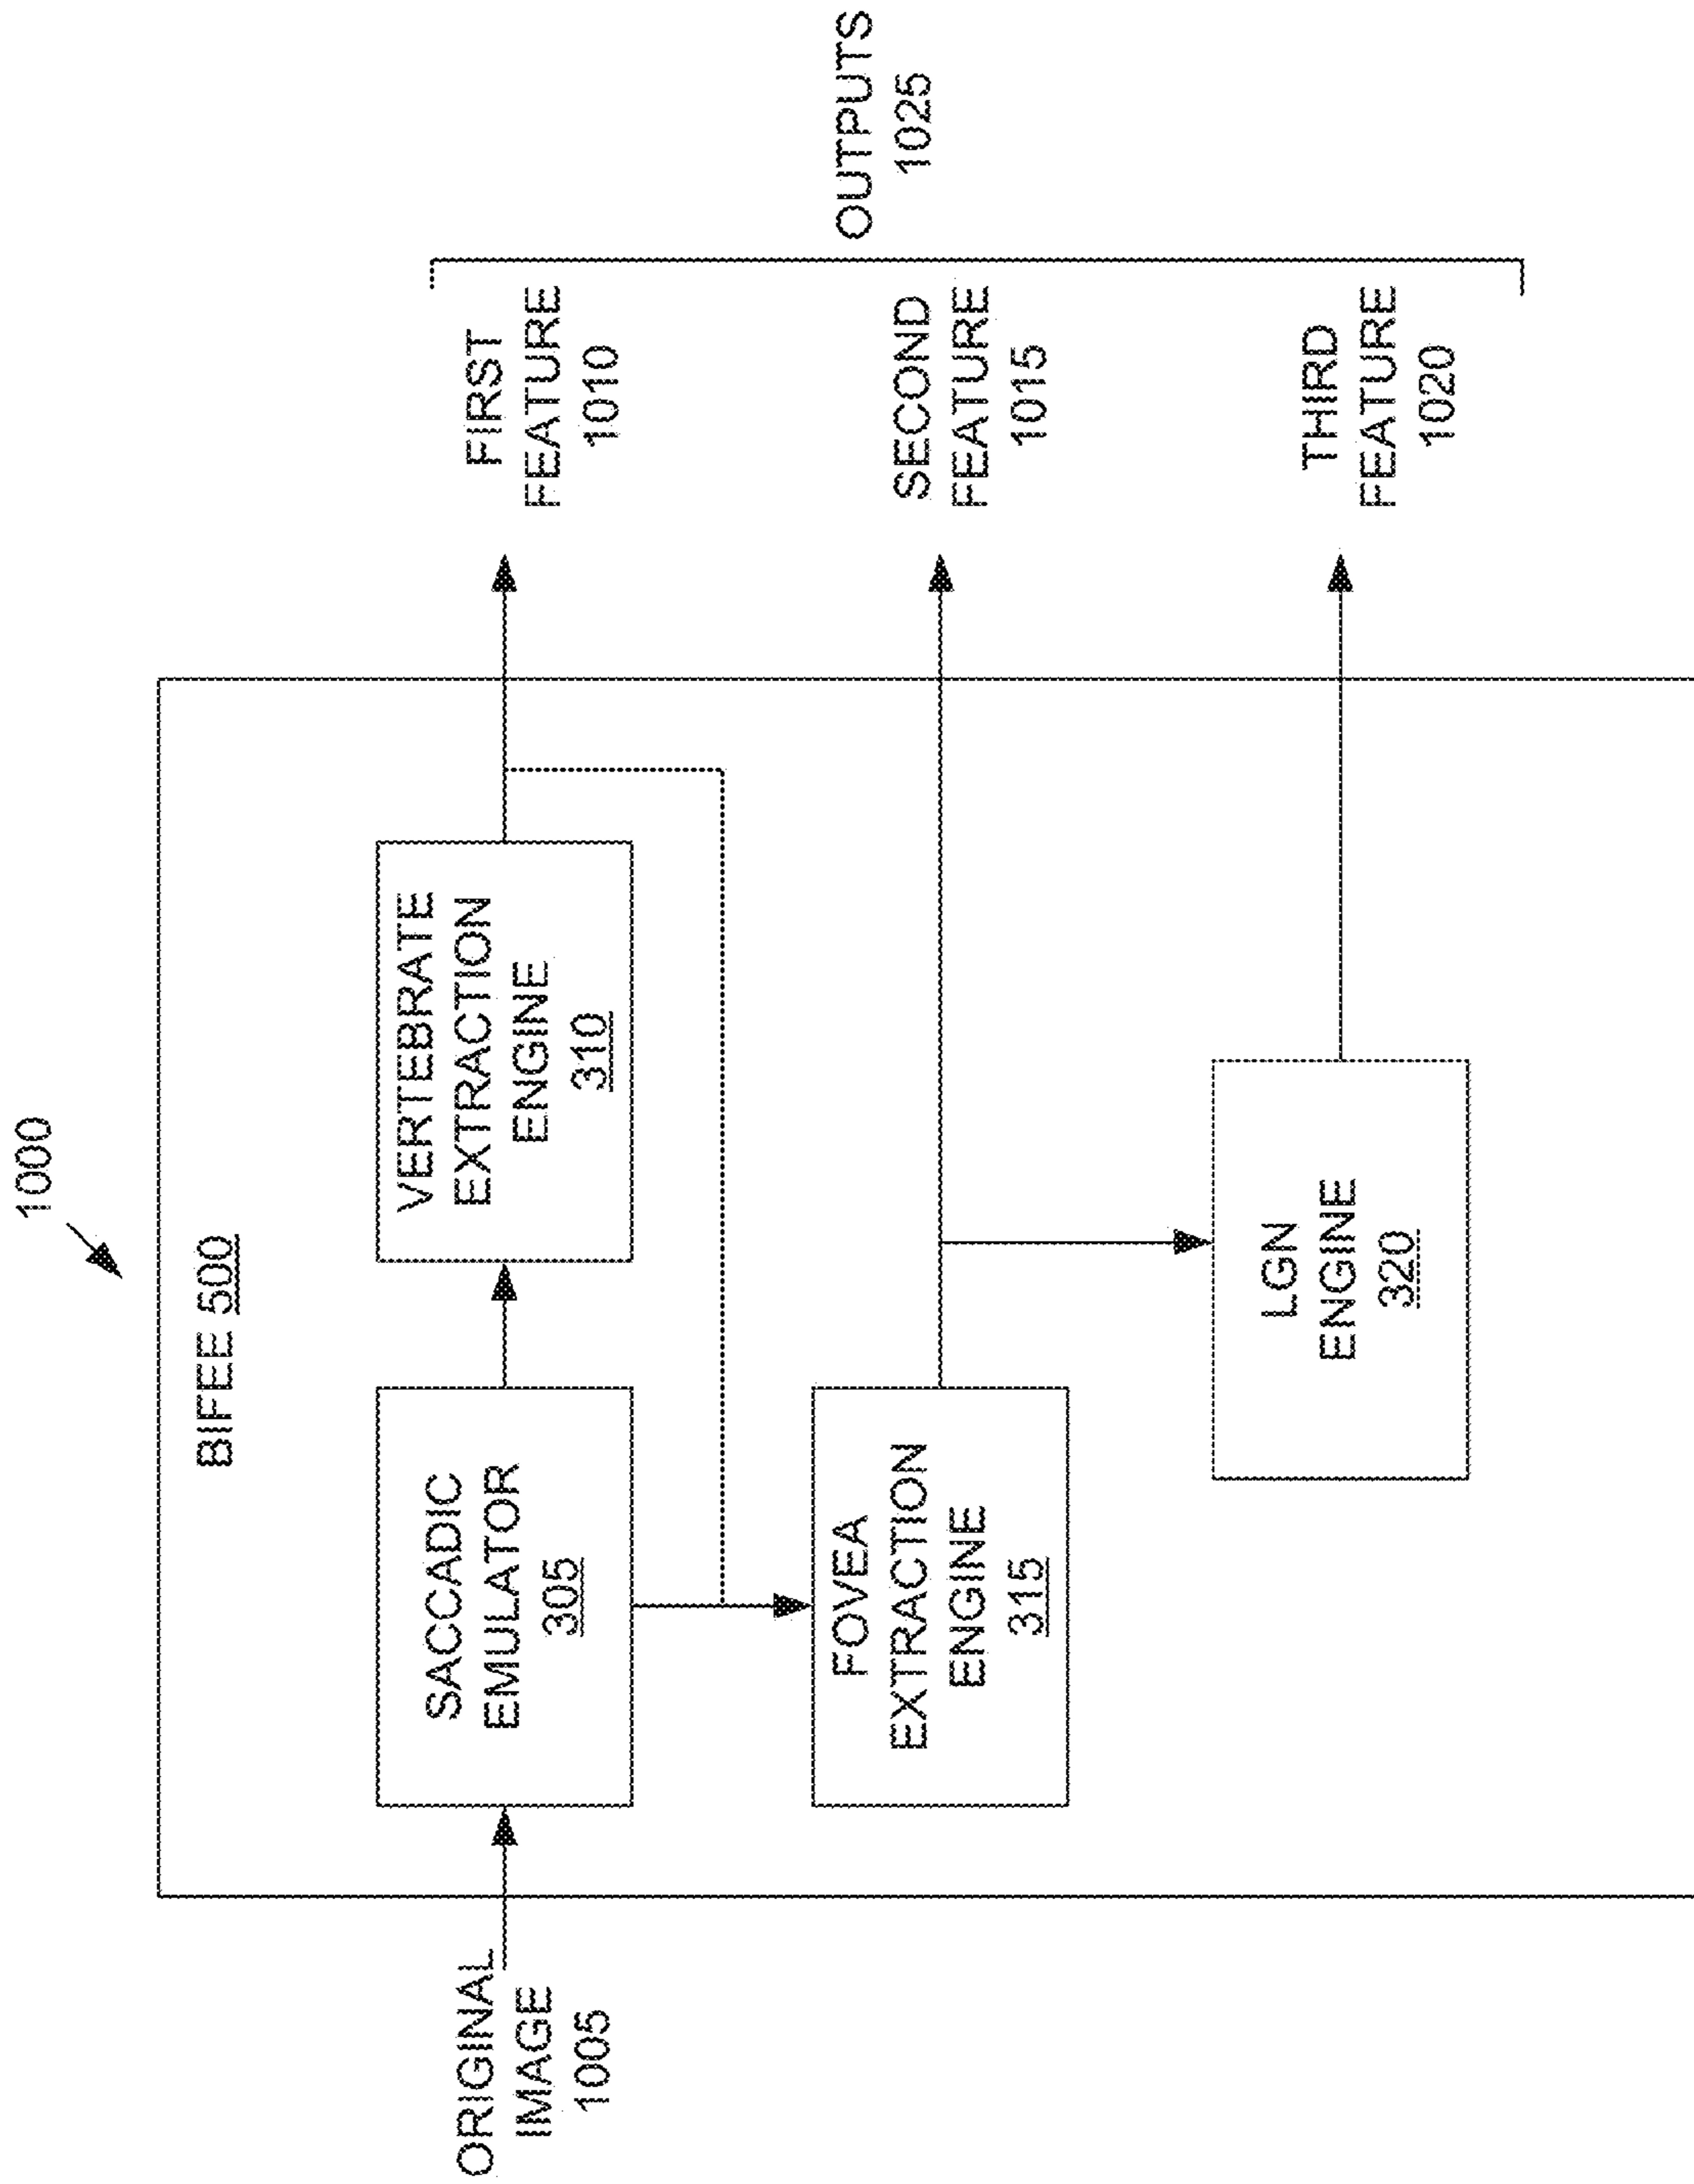 1000
BIFEE 500
ORIGINAL
IMAGE
1005
SACCADIC
EMULATOR
305
VERTEBRATE
EXTRACTION
ENGINE
310
FIRST
FEATURE
1010
FOVEA
EXTRACTION
ENGINE
315
SECOND
FEATURE
1015
LGN
ENGINE
320
THIRD
FEATURE
1020
OUTPUTS
1025